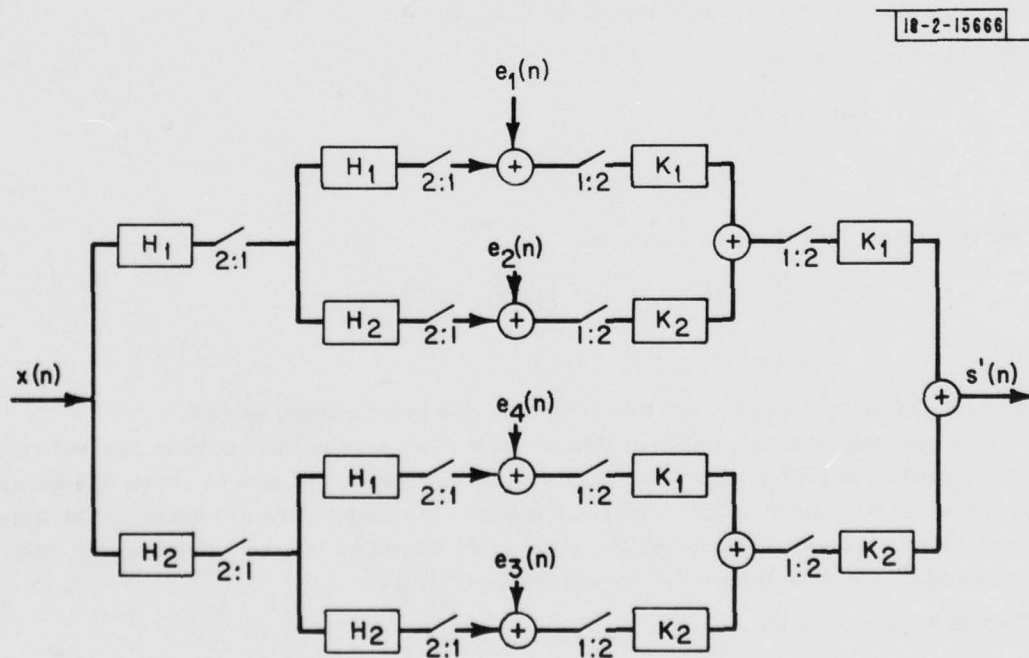 18-2-15666
e1(n)
H1 2:1 + 1:2 K1
e2(n)
H1 2:1 + 1:2 K1
H2 2:1 + 1:2 K2
x(n) s'(n)
e4(n)
+
H1 2:1 + 1:2 K1
H2 2:1 + 1:2 K2
e3(n)
H2 2:1 + 1:2 K2